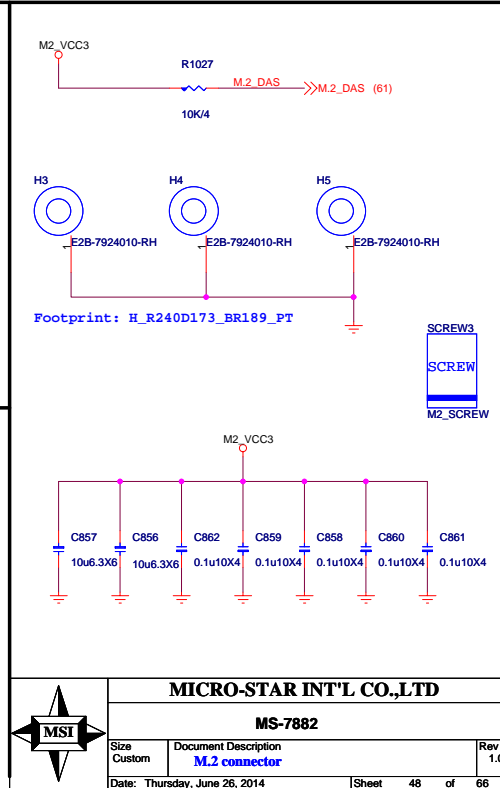 M2_VCC3
R1027
M.2_DAS
M.2_DAS (61)
10K/4
H3
H4
H5
1
E2B-7924010-RH
1
E2B-7924010-RH
1
E2B-7924010-RH
Footprint: H_R240D173_BR189_PT
SCREW3
SCREW
M2_SCREW
M2_VCC3
C857
10u6.3X6
C856
10u6.3X6
C862
0.1u10X4
C859
0.1u10X4
C858
0.1u10X4
C860
0.1u10X4
C861
0.1u10X4
MSI
MICRO-STAR INT'L CO.,LTD
MS-7882
Size
Custom
Document Description
M.2 connector
Rev
Date: Thursday, June 26, 2014
Sheet 48 of 66